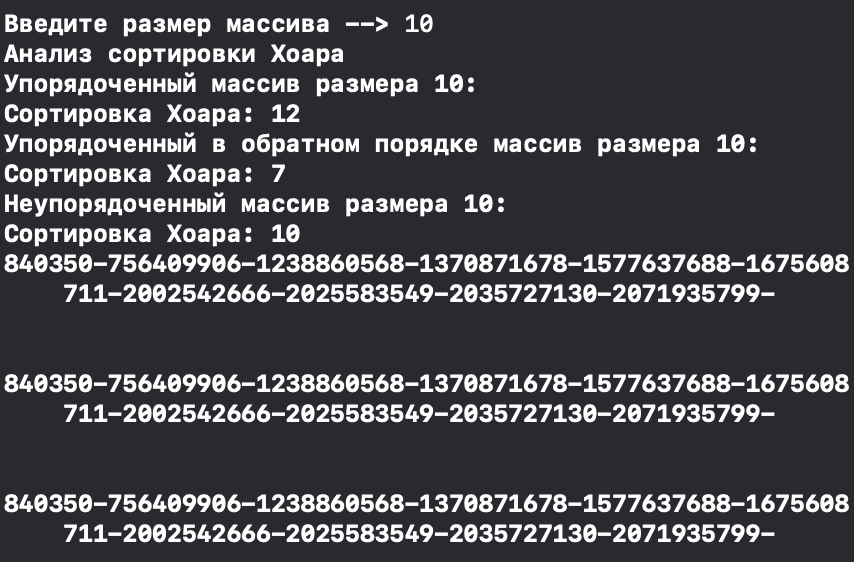 Введите размер массива --> 10
Анализ сортировки Хоара
Упорядоченный массив размера 10:
Сортировка Хоара: 12
Упорядоченный в обратном порядке массив размера 10:
Сортировка Хоара: 7
Неупорядоченный массив размера 10:
Сортировка Хоара: 10
840350-756409906-1238860568-1370871678-1577637688-1675608
711-2002542666-2025583549-2035727130-2071935799-
840350-756409906-1238860568-1370871678-1577637688-1675608
711-2002542666-2025583549-2035727130-2071935799-
840350-756409906-1238860568-1370871678-1577637688-1675608
711-2002542666-2025583549-2035727130-2071935799-